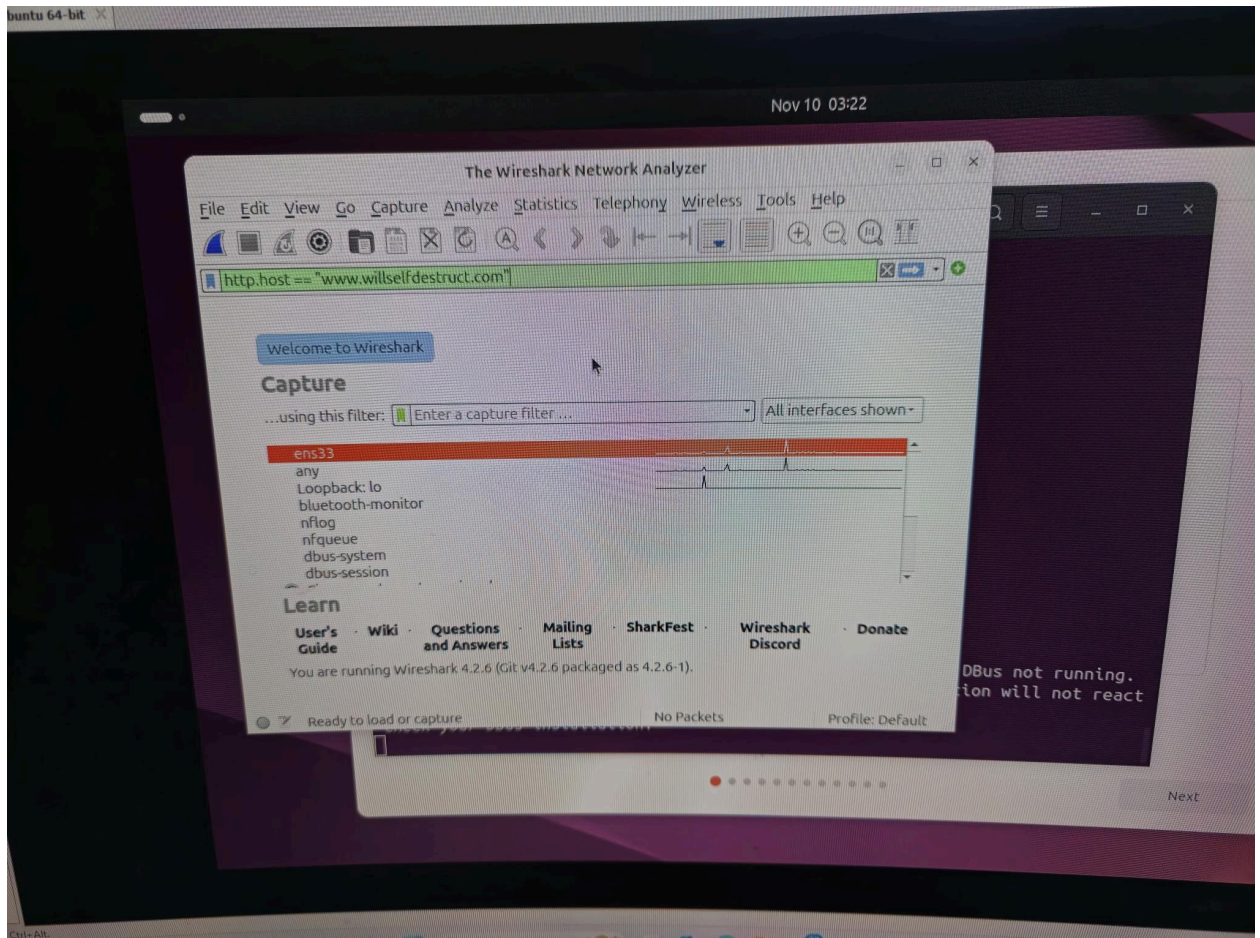 buntu 64-bit
Nov 10 03:22
The Wireshark Network Analyzer
File Edit View Go Capture Analyze Statistics Telephony Wireless Tools Help
http.host == "www.willselfdestruct.com"
Welcome to Wireshark
Capture
...using this filter: Enter a capture filter ... All interfaces shown
ens33
any
Loopback: lo
bluetooth-monitor
nflog
nfqueue
dbus-system
dbus-session
Learn
User's Guide · Wiki · Questions and Answers · Mailing Lists · SharkFest · Wireshark Discord · Donate
You are running Wireshark 4.2.6 (Git v4.2.6 packaged as 4.2.6-1).
Ready to load or capture No Packets Profile: Default
DBus not running.
tion will not react
Next
Ctrl+Alt.